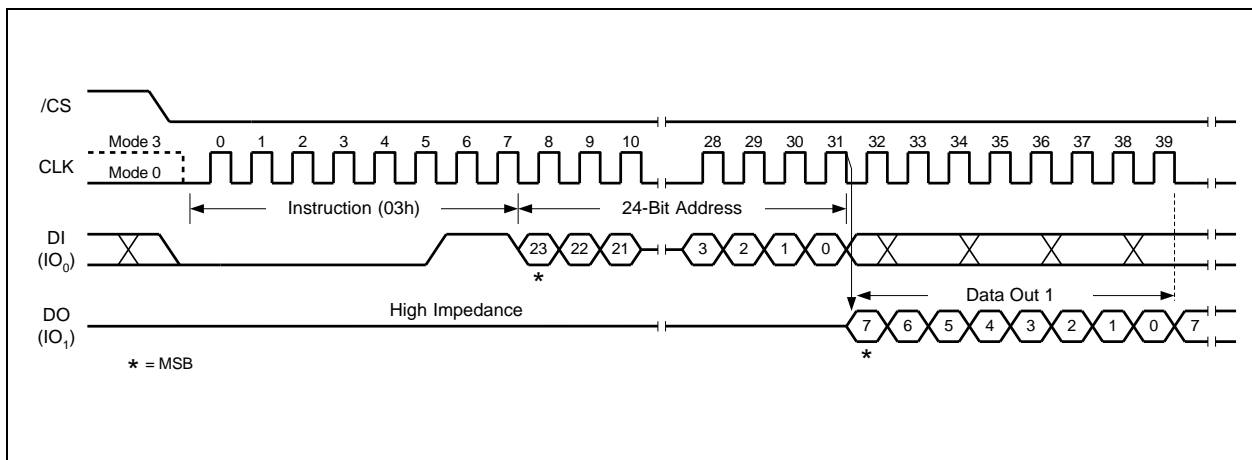 /CS
Mode 3 0 1 2 3 4 5 6 7 8 9 10 28 29 30 31 32 33 34 35 36 37 38 39
CLK
Mode 0
Instruction (03h) 24-Bit Address
DI
(IO0) 23 22 21 3 2 1 0
*
Data Out 1
High Impedance
DO
(IO1) 7 6 5 4 3 2 1 0 7
*
* = MSB